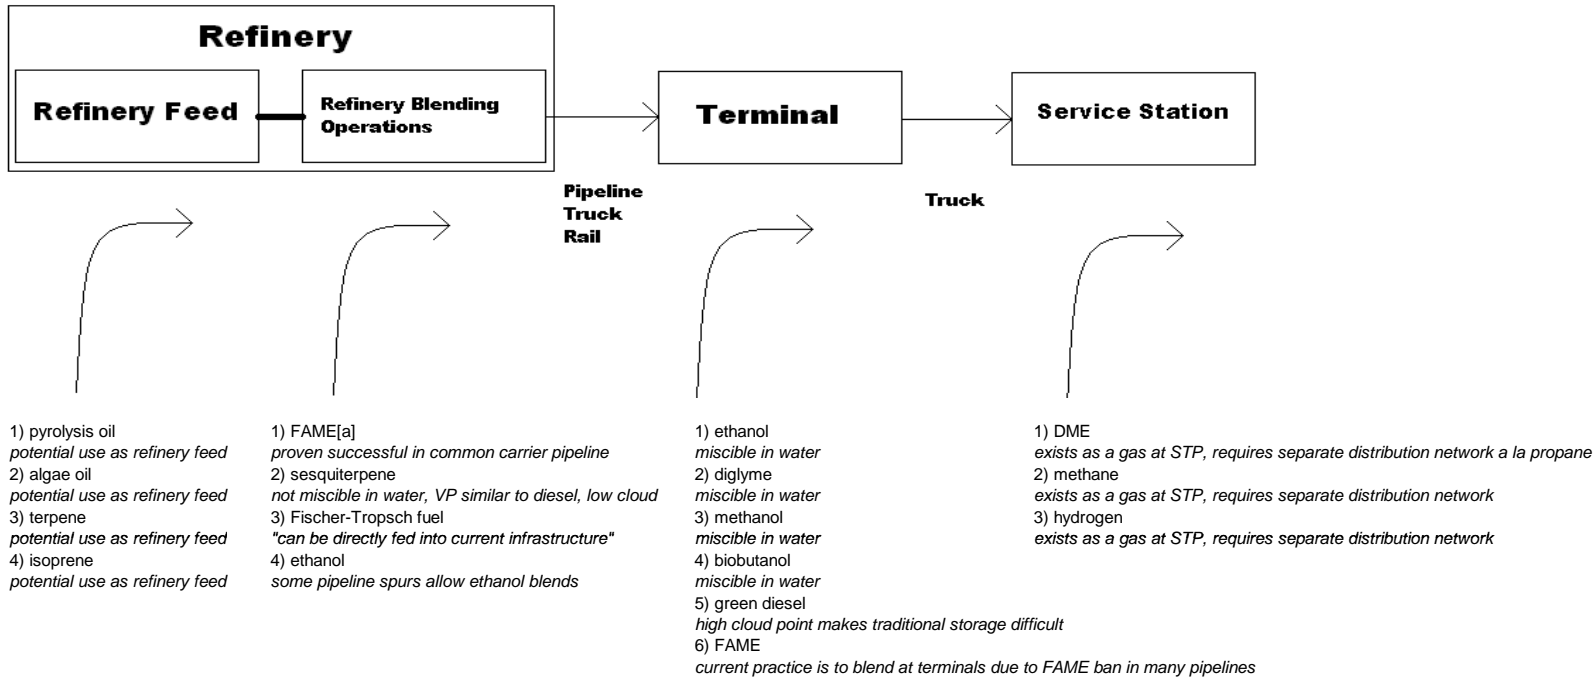 Refinery
Refinery Feed
Refinery Blending
Operations
Terminal
Service Station
Pipeline
Truck
Rail
Truck
1) pyrolysis oil
potential use as refinery feed
2) algae oil
potential use as refinery feed
3) terpene
potential use as refinery feed
4) isoprene
potential use as refinery feed
1) FAME[a]
proven successful in common carrier pipeline
2) sesquiterpene
not miscible in water, VP similar to diesel, low cloud
3) Fischer-Tropsch fuel
"can be directly fed into current infrastructure"
4) ethanol
some pipeline spurs allow ethanol blends
1) ethanol
miscible in water
2) diglyme
miscible in water
3) methanol
miscible in water
4) biobutanol
miscible in water
5) green diesel
high cloud point makes traditional storage difficult
6) FAME
current practice is to blend at terminals due to FAME ban in many pipelines
1) DME
exists as a gas at STP, requires separate distribution network a la propane
2) methane
exists as a gas at STP, requires separate distribution network
3) hydrogen
exists as a gas at STP, requires separate distribution network